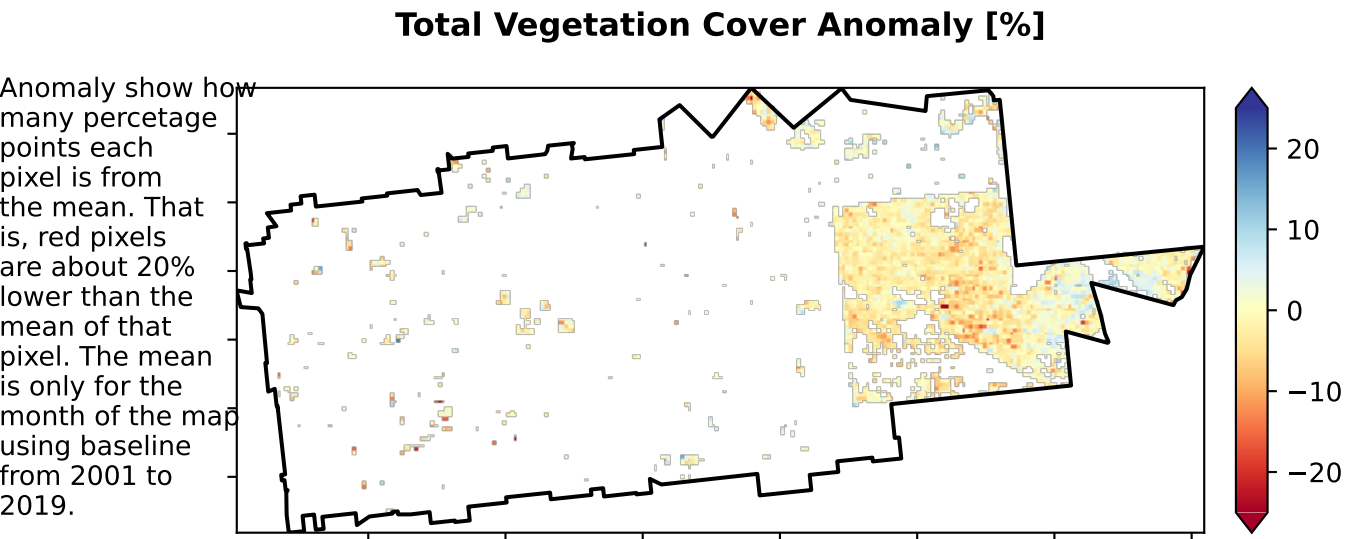 Total Vegetation Cover Anomaly [%]
Anomaly show how
many percetage
points each
pixel is from
the mean. That
is, red pixels
are about 20%
lower than the
mean of that
pixel. The mean
is only for the
month of the map
using baseline
from 2001 to
2019.
20
10
0
−10
−20